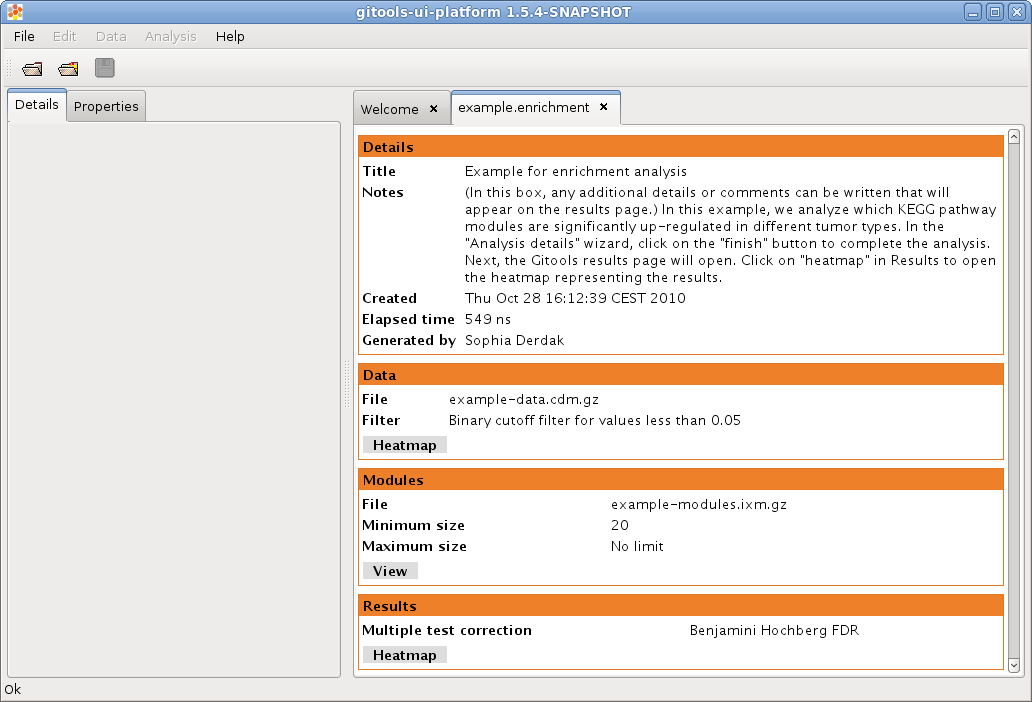 gitools-ui-platform 1.5.4-SNAPSHOT
File Edit Data Analysis Help
Details Properties
Welcome × example.enrichment ×
Details
Title Example for enrichment analysis
Notes (In this box, any additional details or comments can be written that will
appear on the results page.) In this example, we analyze which KEGG pathway
modules are significantly up-regulated in different tumor types. In the
"Analysis details" wizard, click on the "finish" button to complete the analysis.
Next, the Gitools results page will open. Click on "heatmap" in Results to open
the heatmap representing the results.
Created Thu Oct 28 16:12:39 CEST 2010
Elapsed time 549 ns
Generated by Sophia Derdak
Data
File example-data.cdm.gz
Filter Binary cutoff filter for values less than 0.05
Heatmap
Modules
File example-modules.ixm.gz
Minimum size 20
Maximum size No limit
View
Results
Multiple test correction Benjamini Hochberg FDR
Heatmap
Ok